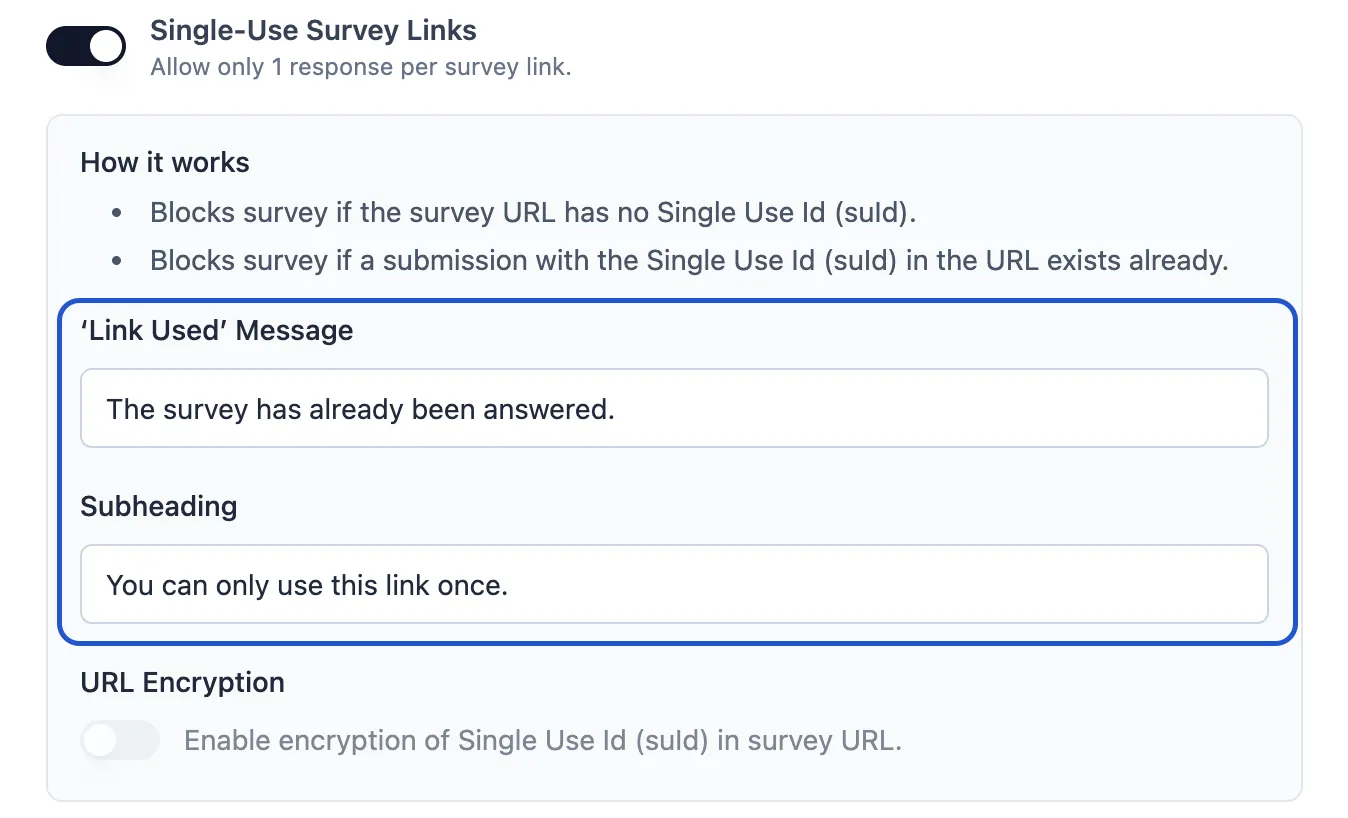 Single-Use Survey Links
Allow only 1 response per survey link.
How it works
• Blocks survey if the survey URL has no Single Use Id (suId).
• Blocks survey if a submission with the Single Use Id (suId) in the URL exists already.
‘Link Used’ Message
The survey has already been answered.
Subheading
You can only use this link once.
URL Encryption
Enable encryption of Single Use Id (suId) in survey URL.